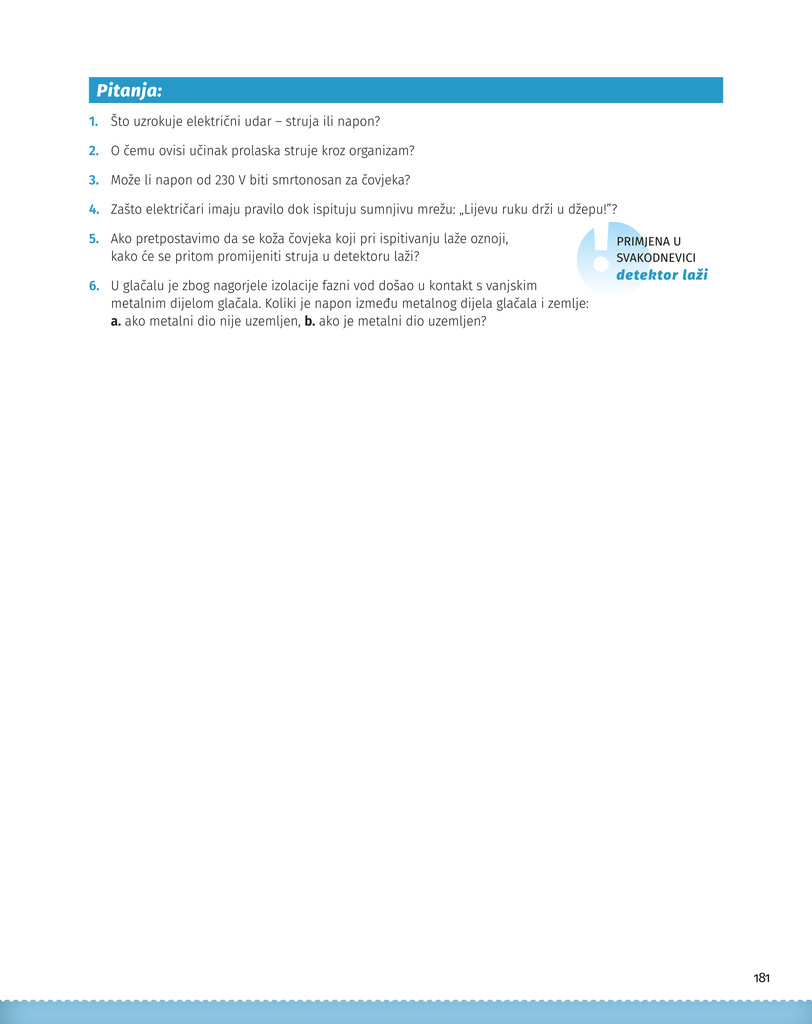 Pitanja:
1. Što uzrokuje električni udar – struja ili napon?
2. O čemu ovisi učinak prolaska struje kroz organizam?
3. Može li napon od 230 V biti smrtonosan za čovjeka?
4. Zašto električari imaju pravilo dok ispituju sumnjivu mrežu: „Lijevu ruku drži u džepu!”?
5. Ako pretpostavimo da se koža čovjeka koji pri ispitivanju laže oznoji,
kako će se pritom promijeniti struja u detektoru laži?
PRIMJENA U
SVAKODNEVICI
detektor laži
6. U glačalu je zbog nagorjele izolacije fazni vod došao u kontakt s vanjskim
metalnim dijelom glačala. Koliki je napon između metalnog dijela glačala i zemlje:
a. ako metalni dio nije uzemljen, b. ako je metalni dio uzemljen?
181